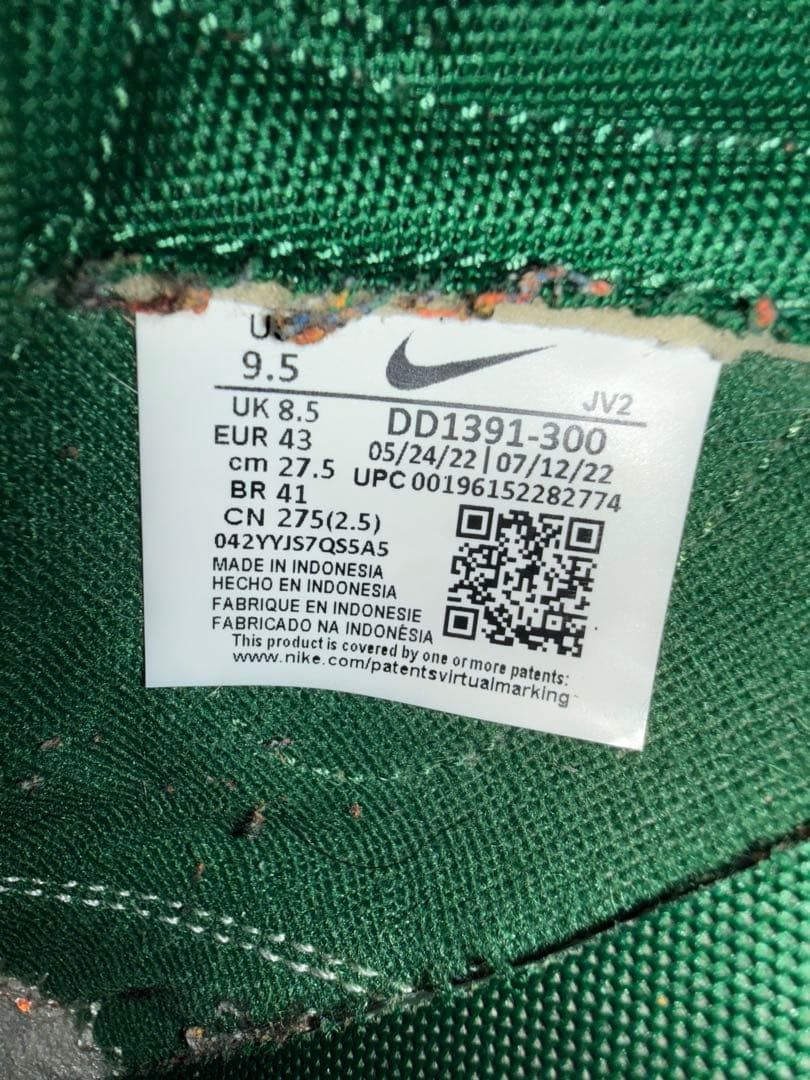 9.5
JV2
UK 8.5
DD1391-300
EUR 43
05/24/22 | 07/12/22
cm 27.5
UPC 00196152282774
BR 41
CN 275(2.5)
042YYJS7QS5A5
MADE IN INDONESIA
HECHO EN INDONESIA
FABRIQUE EN INDONESIE
FABRICADO NA INDONÉSIA
This product is covered by one or more patents:
www.nike.com/patentsvirtualmarking